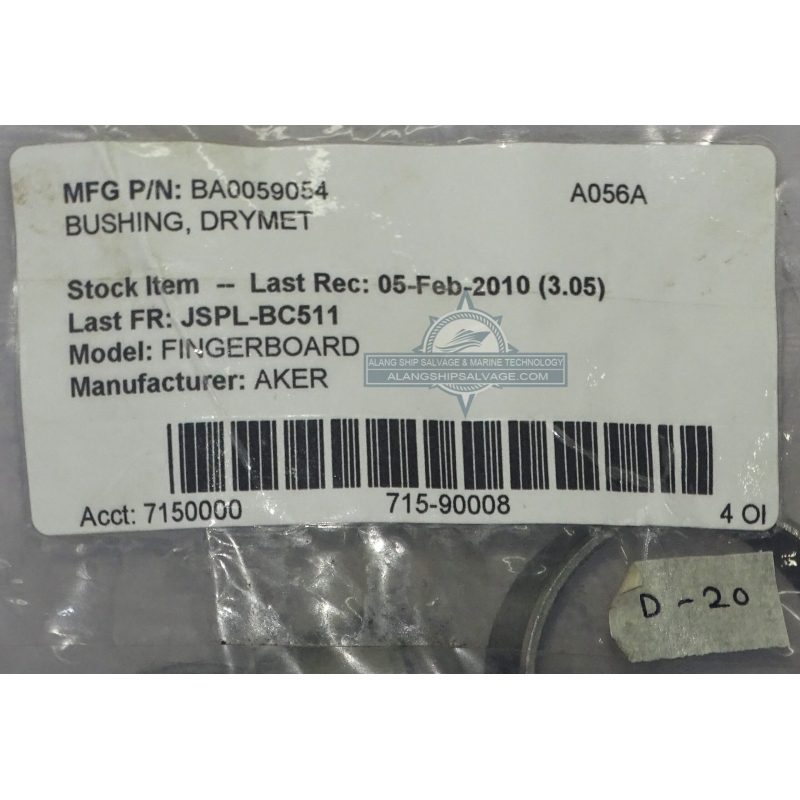 MFG P/N: BA0059054 A056A
BUSHING, DRYMET
Stock Item -- Last Rec: 05-Feb-2010 (3.05)
Last FR: JSPL-BC511
Model: FINGERBOARD
Manufacturer: AKER
ALANG SHIP SALVAGE & MARINE TECHNOLOGY
ALANGSHIPSALVAGE.COM
Acct: 7150000 715-90008 4 OI
D-20